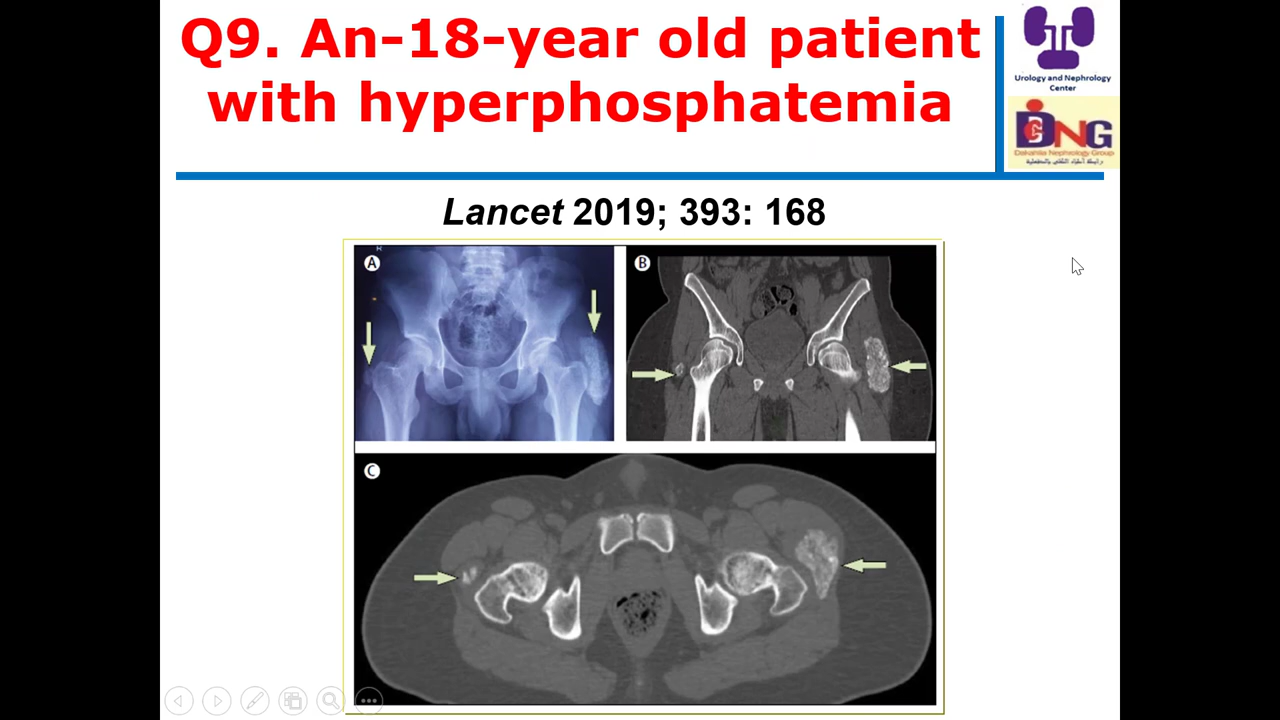 Q9. An-18-year old patient
with hyperphosphatemia
Urology and Nephrology
Center
DNG
Dakahlia Nephrology Group
Lancet 2019; 393: 168
R
A
B
C